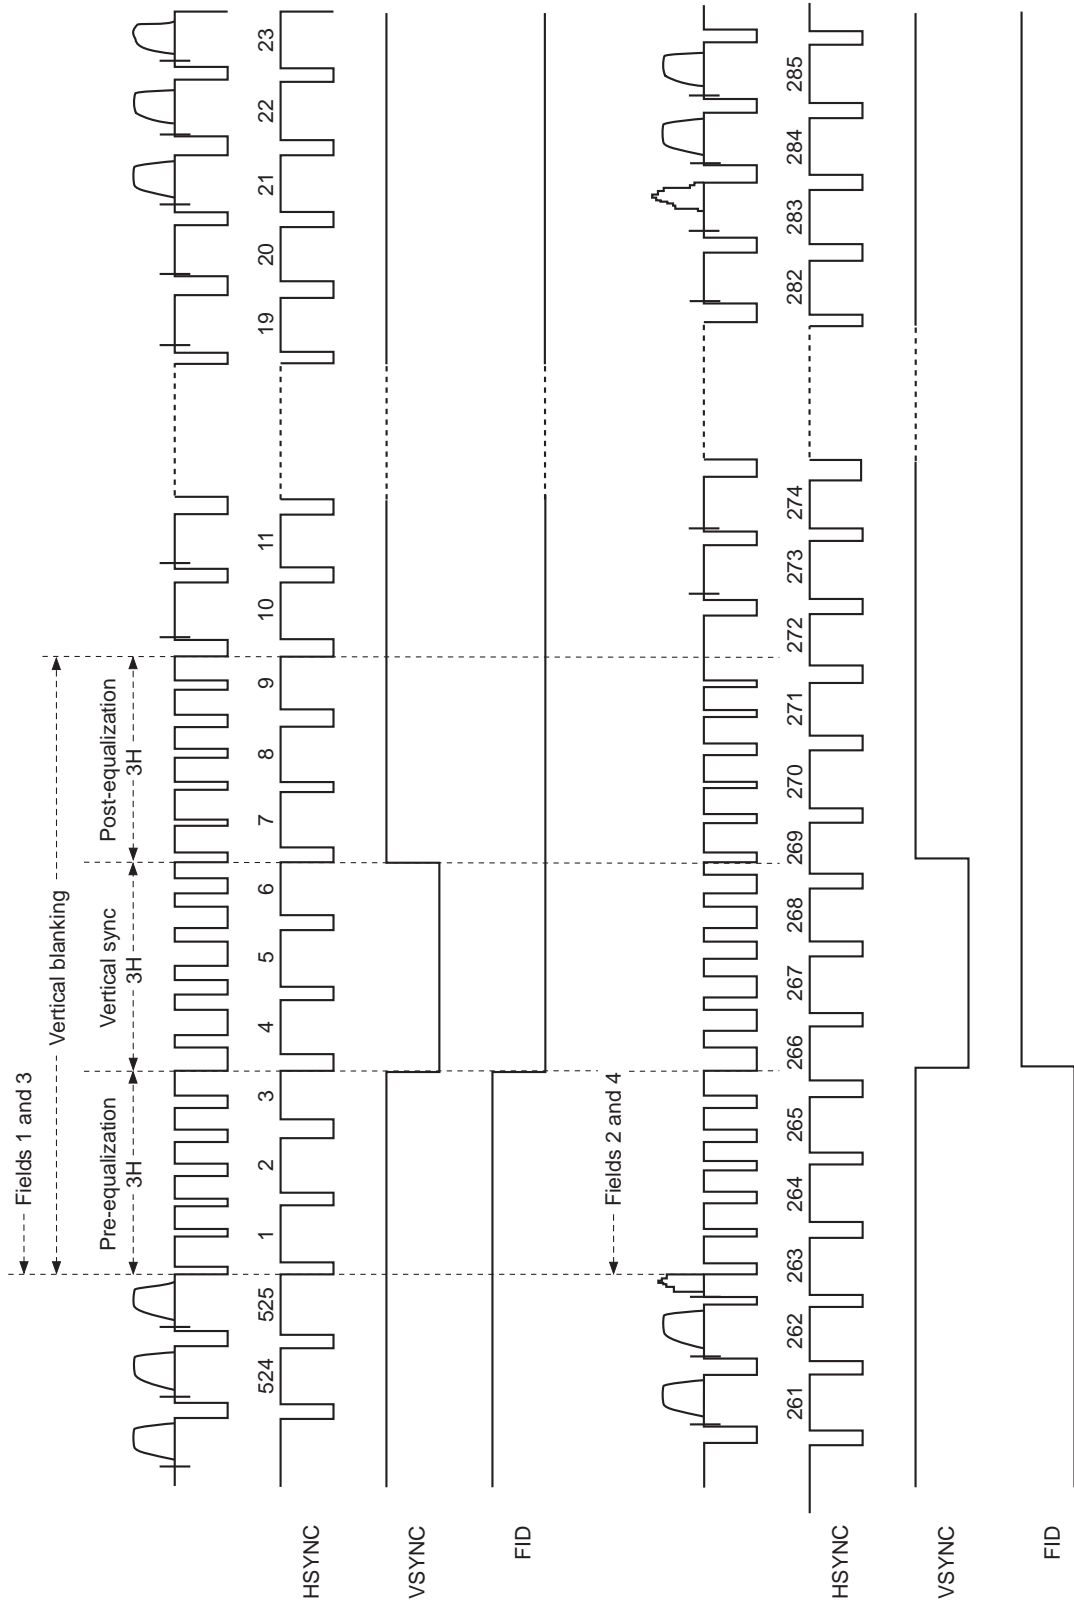 Fields 1 and 3
Vertical blanking
Pre-equalization
Vertical sync
Post-equalization
3H
3H
3H
524 525 1 2 3 4 5 6 7 8 9 10 11 19 20 21 22 23
HSYNC
VSYNC
FID
Fields 2 and 4
261 262 263 264 265 266 267 268 269 270 271 272 273 274 282 283 284 285
HSYNC
VSYNC
FID